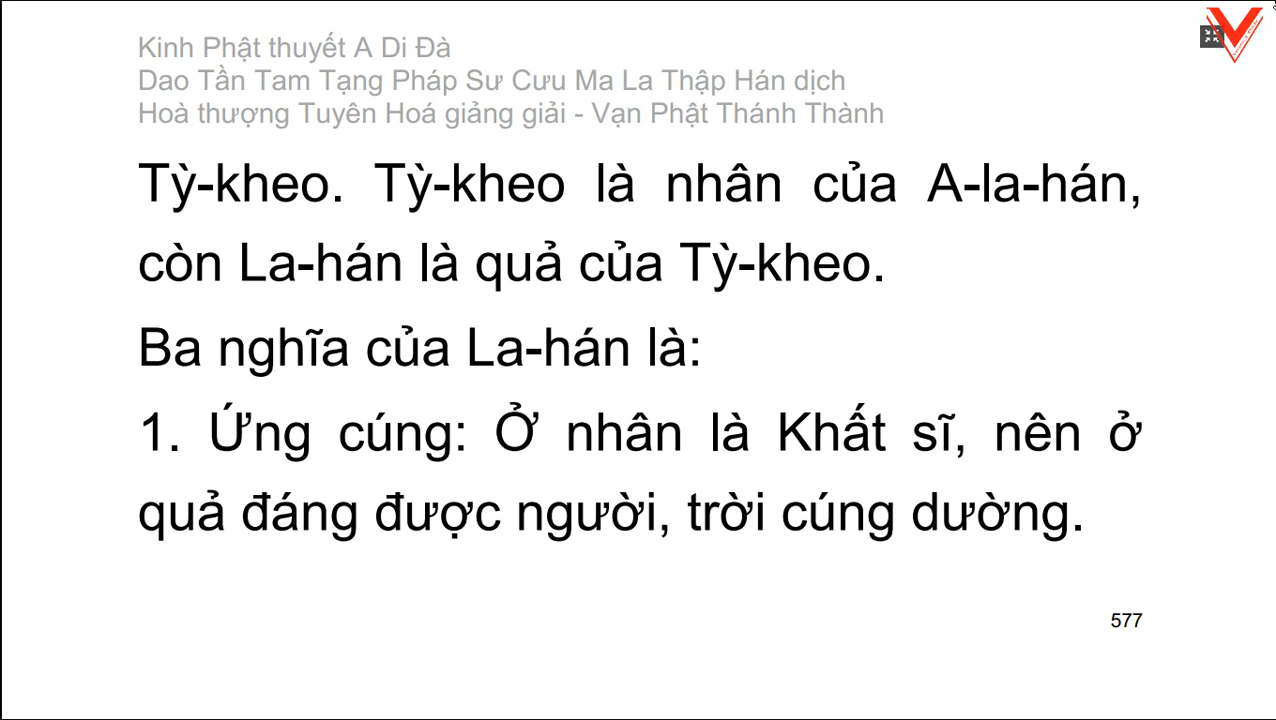 Kinh Phật thuyết A Di Đà
Dao Tần Tam Tạng Pháp Sư Cưu Ma La Thập Hán dịch
Hoà thượng Tuyên Hoá giảng giải - Vạn Phật Thánh Thành
Tỳ-kheo. Tỳ-kheo là nhân của A-la-hán,
còn La-hán là quả của Tỳ-kheo.
Ba nghĩa của La-hán là:
1. Ứng cúng: Ở nhân là Khất sĩ, nên ở
quả đáng được người, trời cúng dường.
577